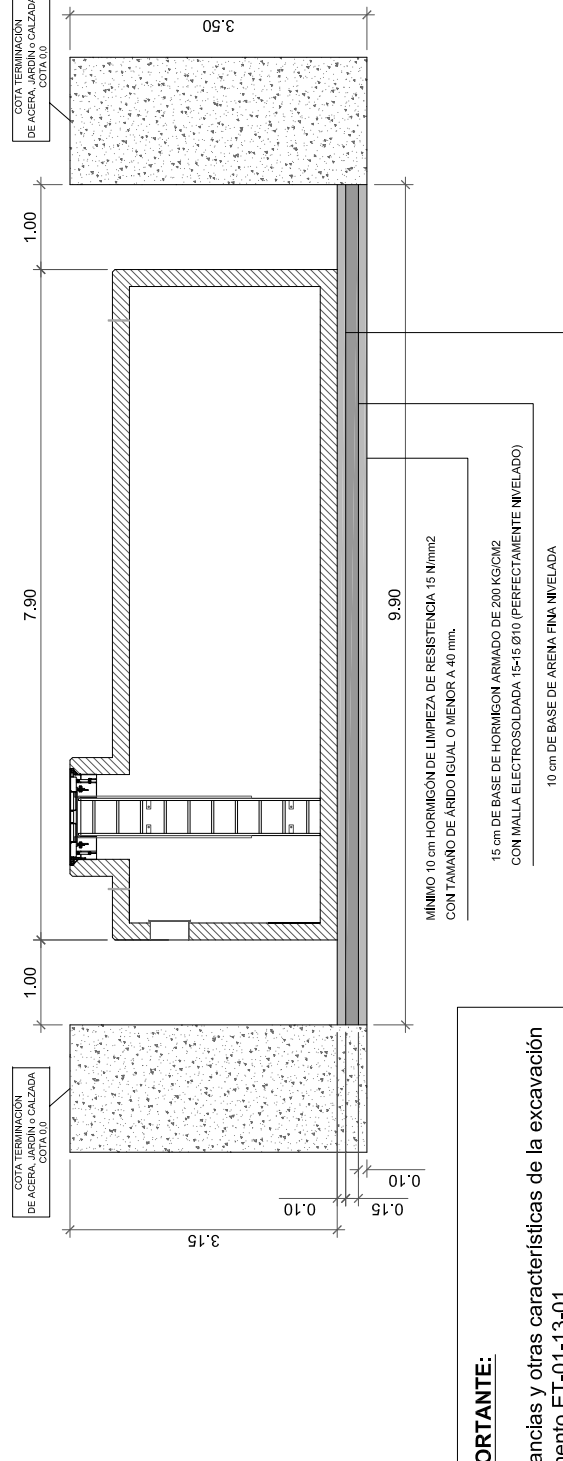 COTA TERMINACIÓN
DE ACERA, JARDÍN o CALZADA
COTA 0,0
COTA TERMINACIÓN
DE ACERA, JARDÍN o CALZADA
COTA 0,0
1.00
7.90
1.00
3.50
3.15
0.10
0.15
0.10
9.90
MÍNIMO 10 cm HORMIGÓN DE LIMPIEZA DE RESISTENCIA 15 N/mm2
CON TAMAÑO DE ÁRIDO IGUAL O MENOR A 40 mm.
15 cm DE BASE DE HORMIGON ARMADO DE 200 KG/CM2
CON MALLA ELECTROSOLDADA 15-15 Ø10 (PERFECTAMENTE NIVELADO)
10 cm DE BASE DE ARENA FINA NIVELADA
ORTANTE:
ancias y otras características de la excavación
mento ET-01-13-01